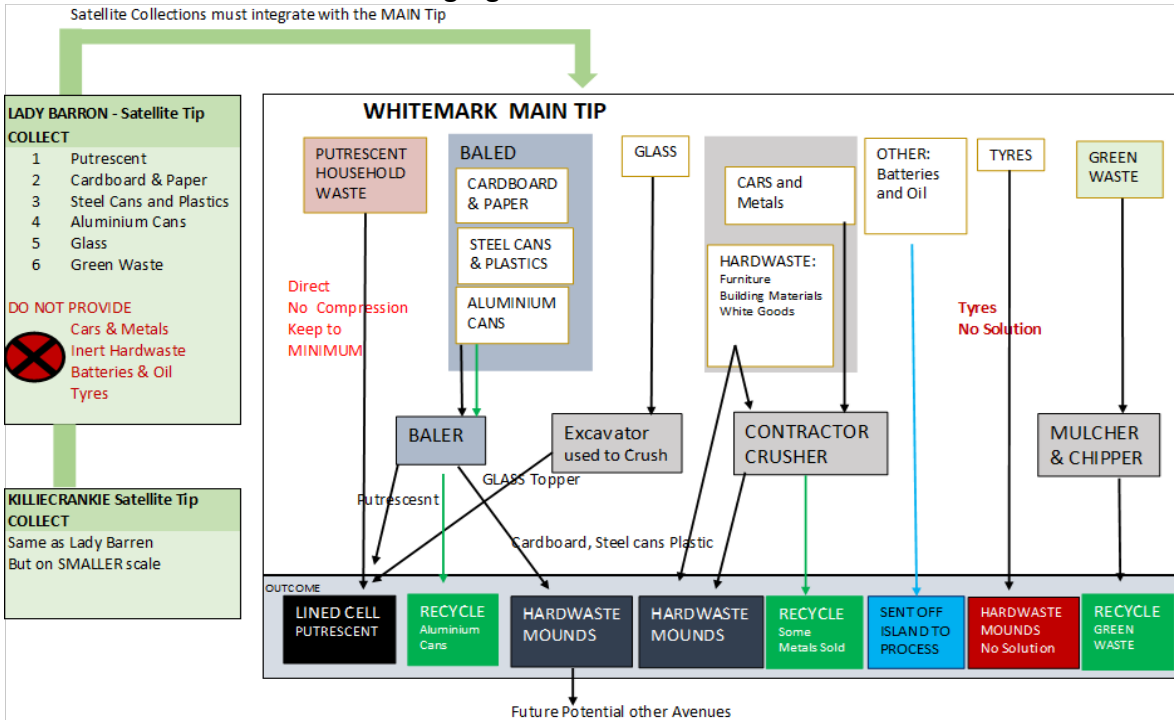 Satellite Collections must integrate with the MAIN Tip
LADY BARRON - Satellite Tip
COLLECT
1 Putrescent
2 Cardboard & Paper
3 Steel Cans and Plastics
4 Aluminium Cans
5 Glass
6 Green Waste
DO NOT PROVIDE
Cars & Metals
Inert Hardwaste
Batteries & Oil
Tyres
KILLIECRANKIE Satellite Tip
COLLECT
Same as Lady Barren
But on SMALLER scale
WHITEMARK MAIN TIP
PUTRESCENT
HOUSEHOLD
WASTE
BALED
CARDBOARD
& PAPER
STEEL CANS
& PLASTICS
ALUMINIUM
CANS
GLASS
CARS and
Metals
HARDWASTE:
Furniture
Building Materials
White Goods
OTHER:
Batteries
and Oil
TYRES
GREEN
WASTE
Direct
No Compression
Keep to
MINIMUM
Tyres
No Solution
BALER
Excavator
used to Crush
CONTRACTOR
CRUSHER
MULCHER
& CHIPPER
GLASS Topper
Putrescesnt
Cardboard, Steel cans Plastic
OUTCOME
LINED CELL
PUTRESCENT
RECYCLE
Aluminium
Cans
HARDWASTE
MOUNDS
HARDWASTE
MOUNDS
RECYCLE
Some
Metals Sold
SENT OFF
ISLAND TO
PROCESS
HARDWASTE
MOUNDS
No Solution
RECYCLE
GREEN
WASTE
Future Potential other Avenues